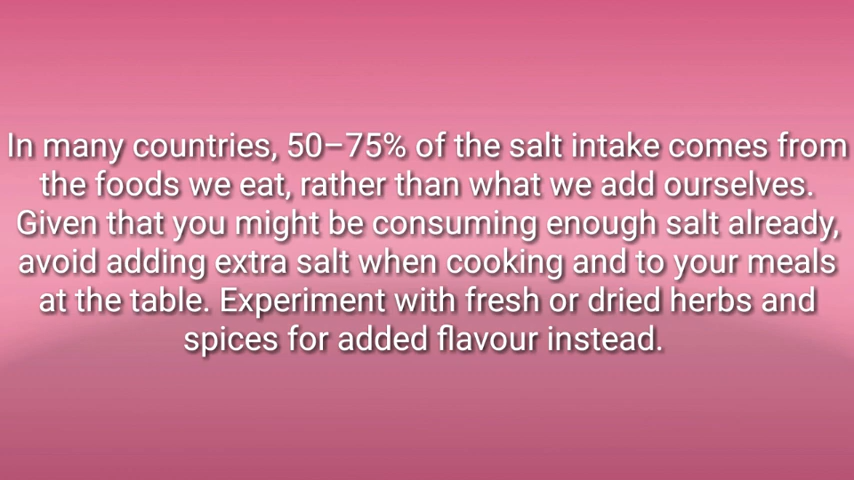 In many countries, 50–75% of the salt intake comes from
the foods we eat, rather than what we add ourselves.
Given that you might be consuming enough salt already,
avoid adding extra salt when cooking and to your meals
at the table. Experiment with fresh or dried herbs and
spices for added flavour instead.